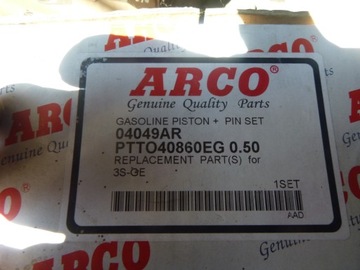 ARCO®
Genuine Quality Parts
GASOLINE PISTON + PIN SET
04049AR
PTTO40860EG 0.50
REPLACEMENT PART(S) for
3S-GE
1SET
AAD